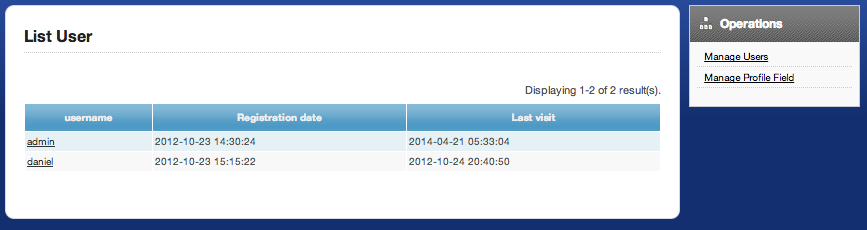 List User
Displaying 1-2 of 2 result(s).
username Registration date Last visit
admin 2012-10-23 14:30:24 2014-04-21 05:33:04
daniel 2012-10-23 15:15:22 2012-10-24 20:40:50
Operations
Manage Users
Manage Profile Field